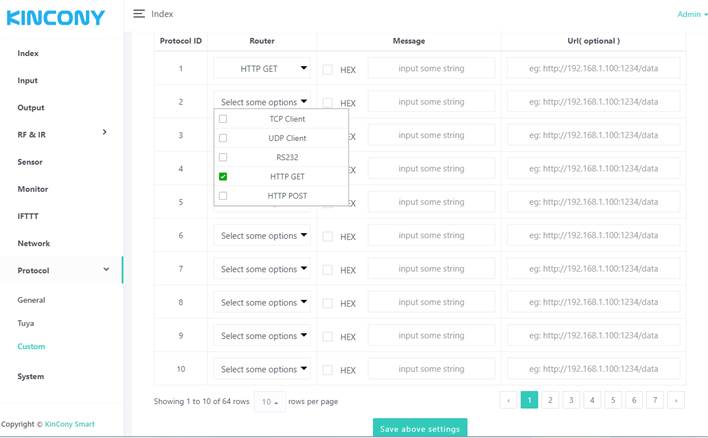 KINCONY
Index
Admin
Index
Input
Output
RF & IR
Sensor
Monitor
IFTTT
Network
Protocol
General
Tuya
Custom
System
Copyright © KinCony Smart
Protocol ID Router Message Url( optional )
1 HTTP GET HEX input some string eg: http://192.168.1.100:1234/data
2 Select some options HEX input some string eg: http://192.168.1.100:1234/data
TCP Client
UDP Client
RS232
HTTP GET
HTTP POST
3 input some string eg: http://192.168.1.100:1234/data
4 input some string eg: http://192.168.1.100:1234/data
5 input some string eg: http://192.168.1.100:1234/data
6 Select some options HEX input some string eg: http://192.168.1.100:1234/data
7 Select some options HEX input some string eg: http://192.168.1.100:1234/data
8 Select some options HEX input some string eg: http://192.168.1.100:1234/data
9 Select some options HEX input some string eg: http://192.168.1.100:1234/data
10 Select some options HEX input some string eg: http://192.168.1.100:1234/data
Showing 1 to 10 of 64 rows 10 rows per page
‹ 1 2 3 4 5 6 7 ›
Save above settings